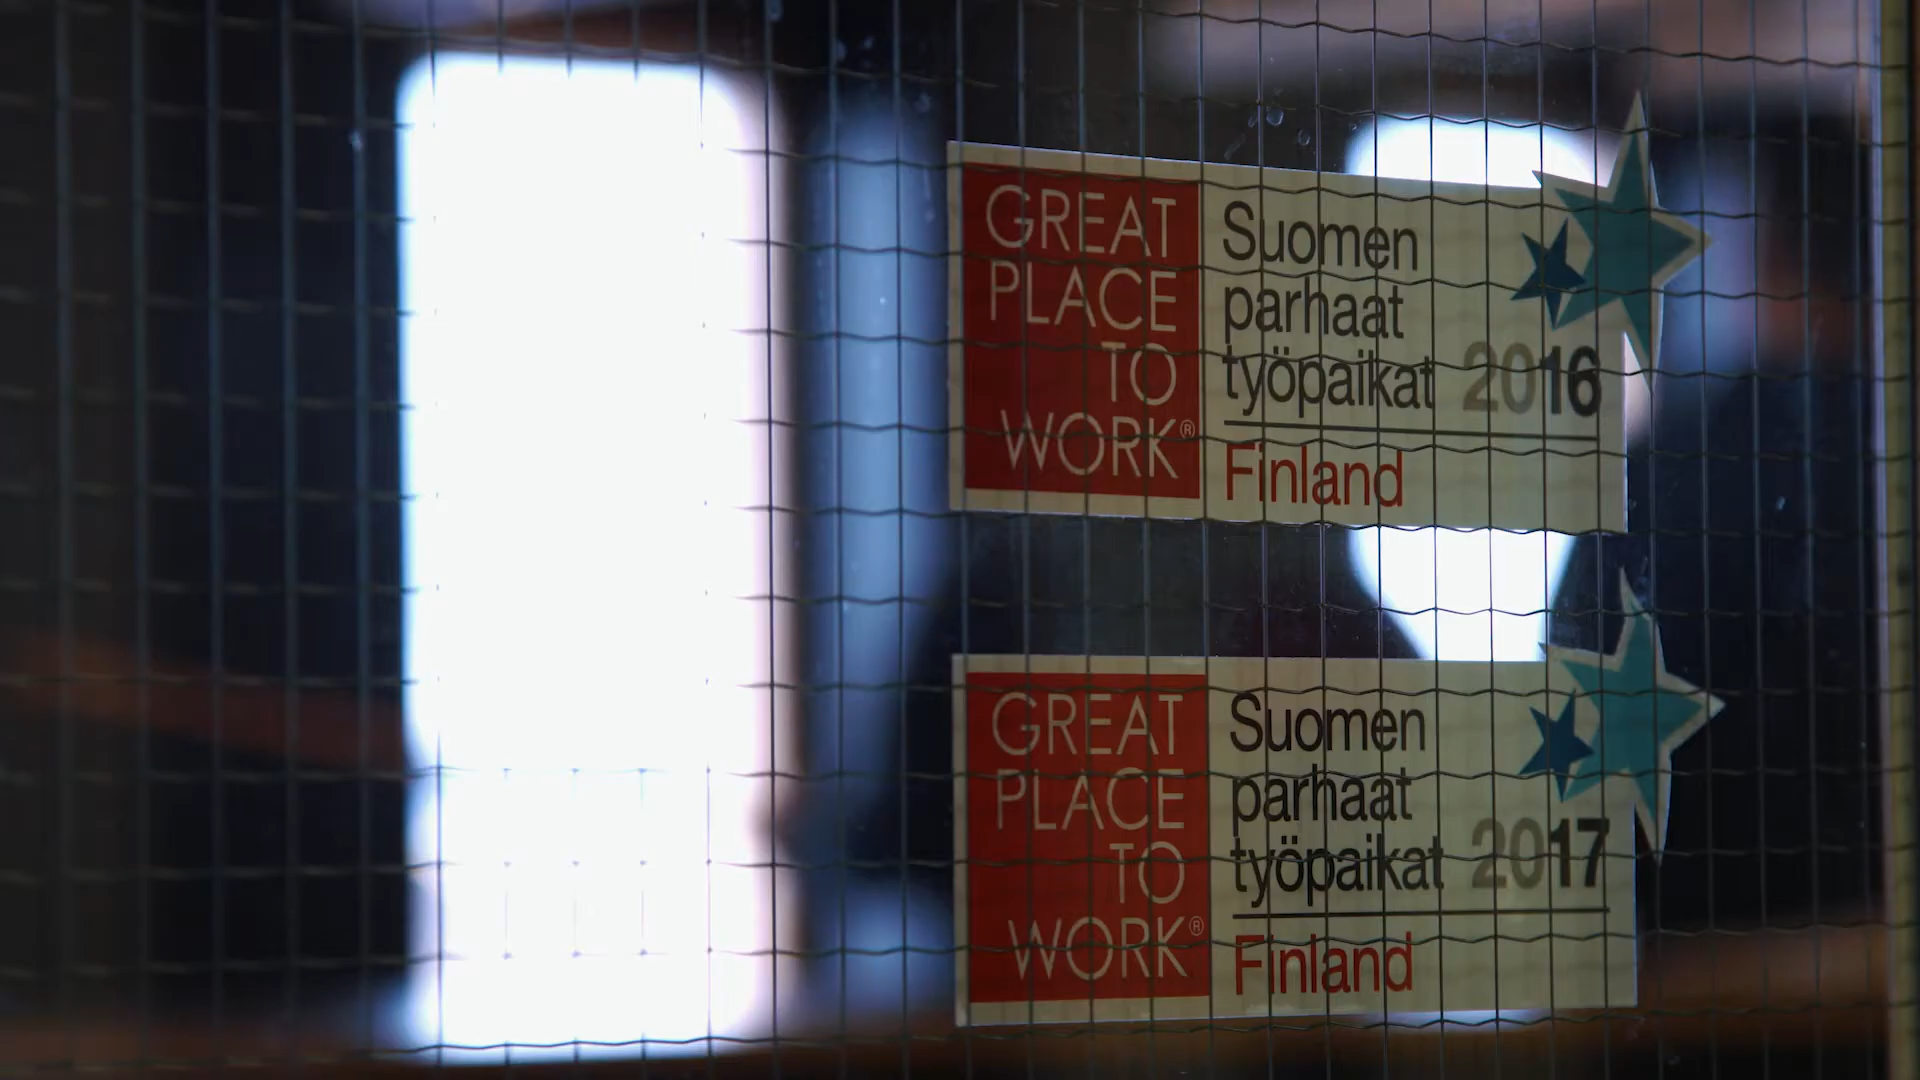 GREAT
PLACE
TO
WORK®
Suomen
parhaat
työpaikat 2016
Finland
GREAT
PLACE
TO
WORK®
Suomen
parhaat
työpaikat 2017
Finland